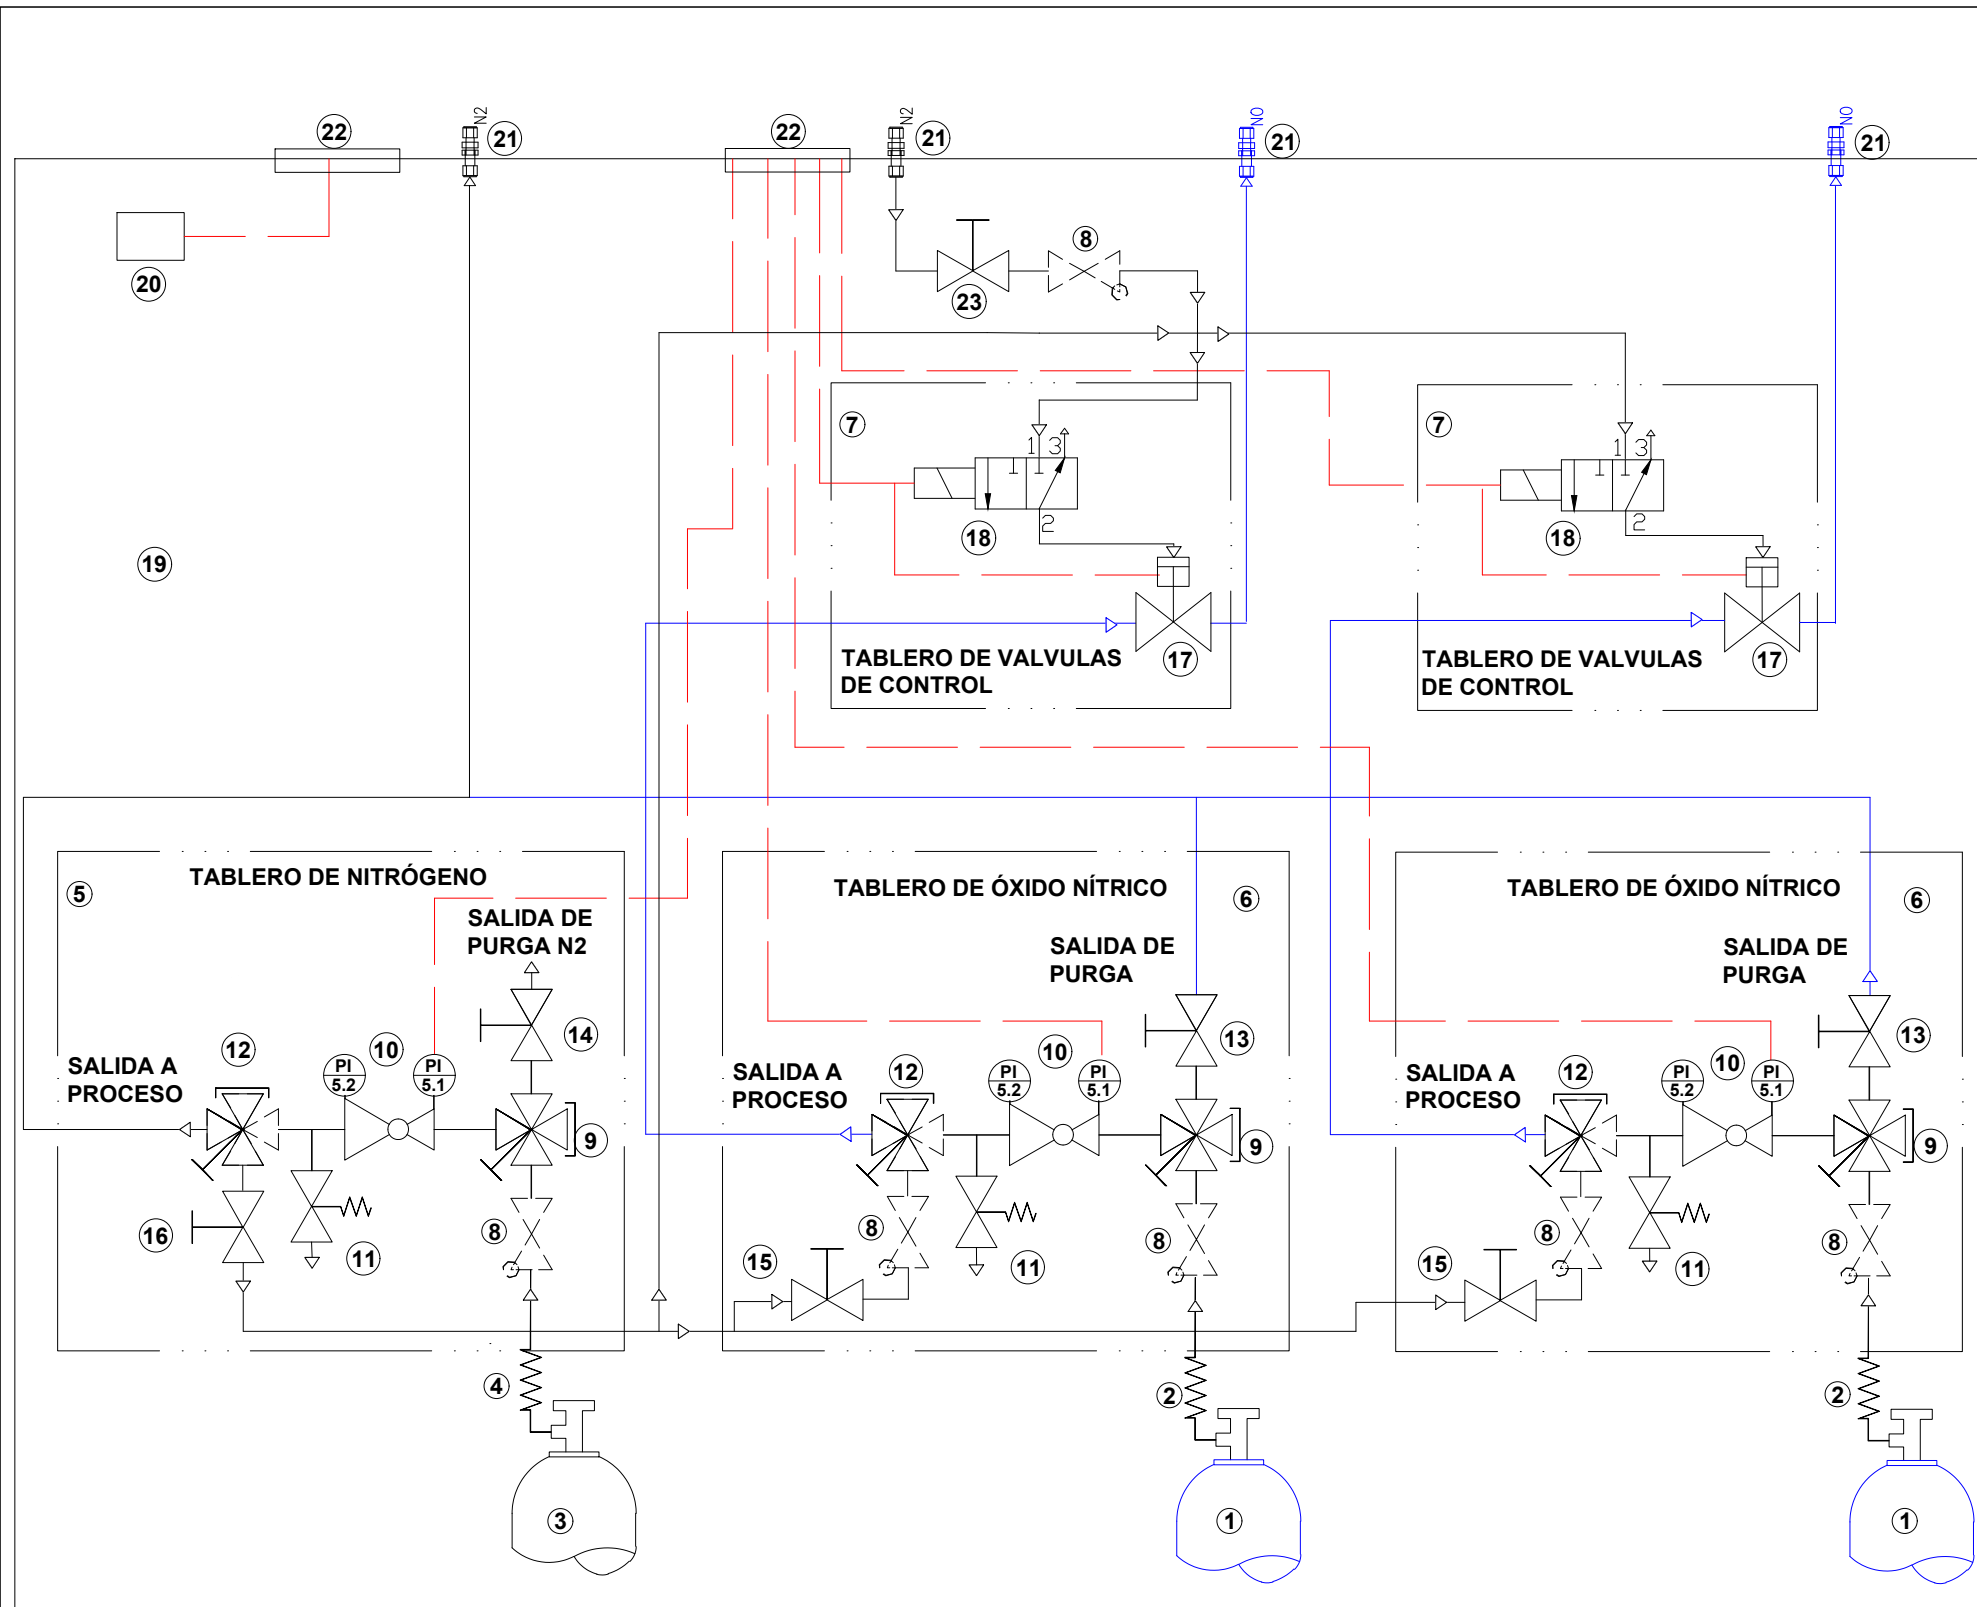 22
N2
21
22
N2
21
NO
21
NO
21
20
23
8
19
7
1 3
2
18
17
TABLERO DE VALVULAS
DE CONTROL
7
1 3
2
18
17
TABLERO DE VALVULAS
DE CONTROL
5
TABLERO DE NITRÓGENO
SALIDA DE
PURGA N2
14
12
10
PI
5.2
PI
5.1
SALIDA A
PROCESO
9
16
11
8
4
3
TABLERO DE ÓXIDO NÍTRICO
6
SALIDA DE
PURGA
13
12
10
PI
5.2
PI
5.1
SALIDA A
PROCESO
9
8
15
11
8
2
1
TABLERO DE ÓXIDO NÍTRICO
6
SALIDA DE
PURGA
13
12
10
PI
5.2
PI
5.1
SALIDA A
PROCESO
9
8
15
11
8
2
1